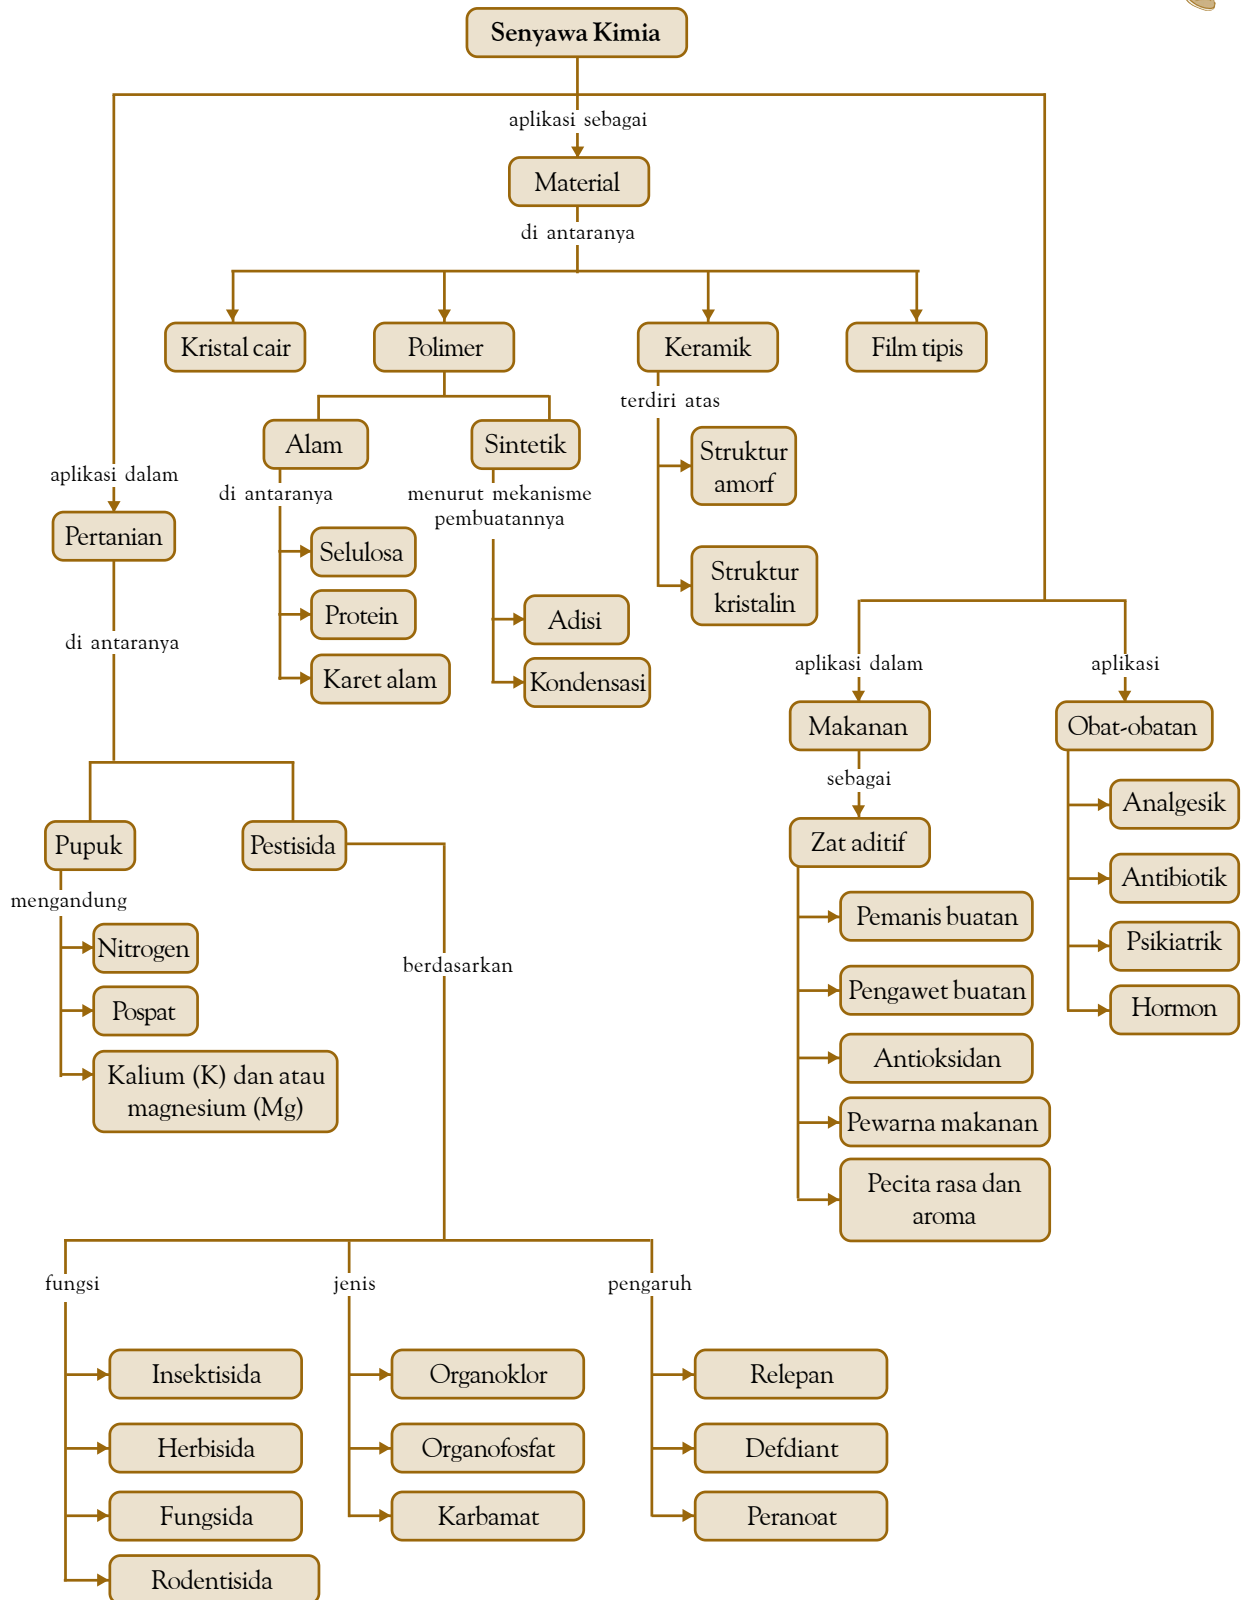 Senyawa Kimia
aplikasi sebagai
Material
di antaranya
Kristal cair
Polimer
Keramik
Film tipis
terdiri atas
Alam
Sintetik
Struktur
amorf
aplikasi dalam
di antaranya
menurut mekanisme
pembuatannya
Pertanian
Selulosa
Struktur
kristalin
Protein
Adisi
di antaranya
Karet alam
Kondensasi
aplikasi dalam
aplikasi
Makanan
Obat-obatan
sebagai
Analgesik
Pupuk
Pestisida
Zat aditif
Antibiotik
mengandung
Pemanis buatan
Psikiatrik
Nitrogen
berdasarkan
Pengawet buatan
Hormon
Pospat
Antioksidan
Kalium (K) dan atau
magnesium (Mg)
Pewarna makanan
Pecita rasa dan
aroma
fungsi
jenis
pengaruh
Insektisida
Organoklor
Relepan
Herbisida
Organofosfat
Defdiant
Fungsida
Karbamat
Peranoat
Rodentisida